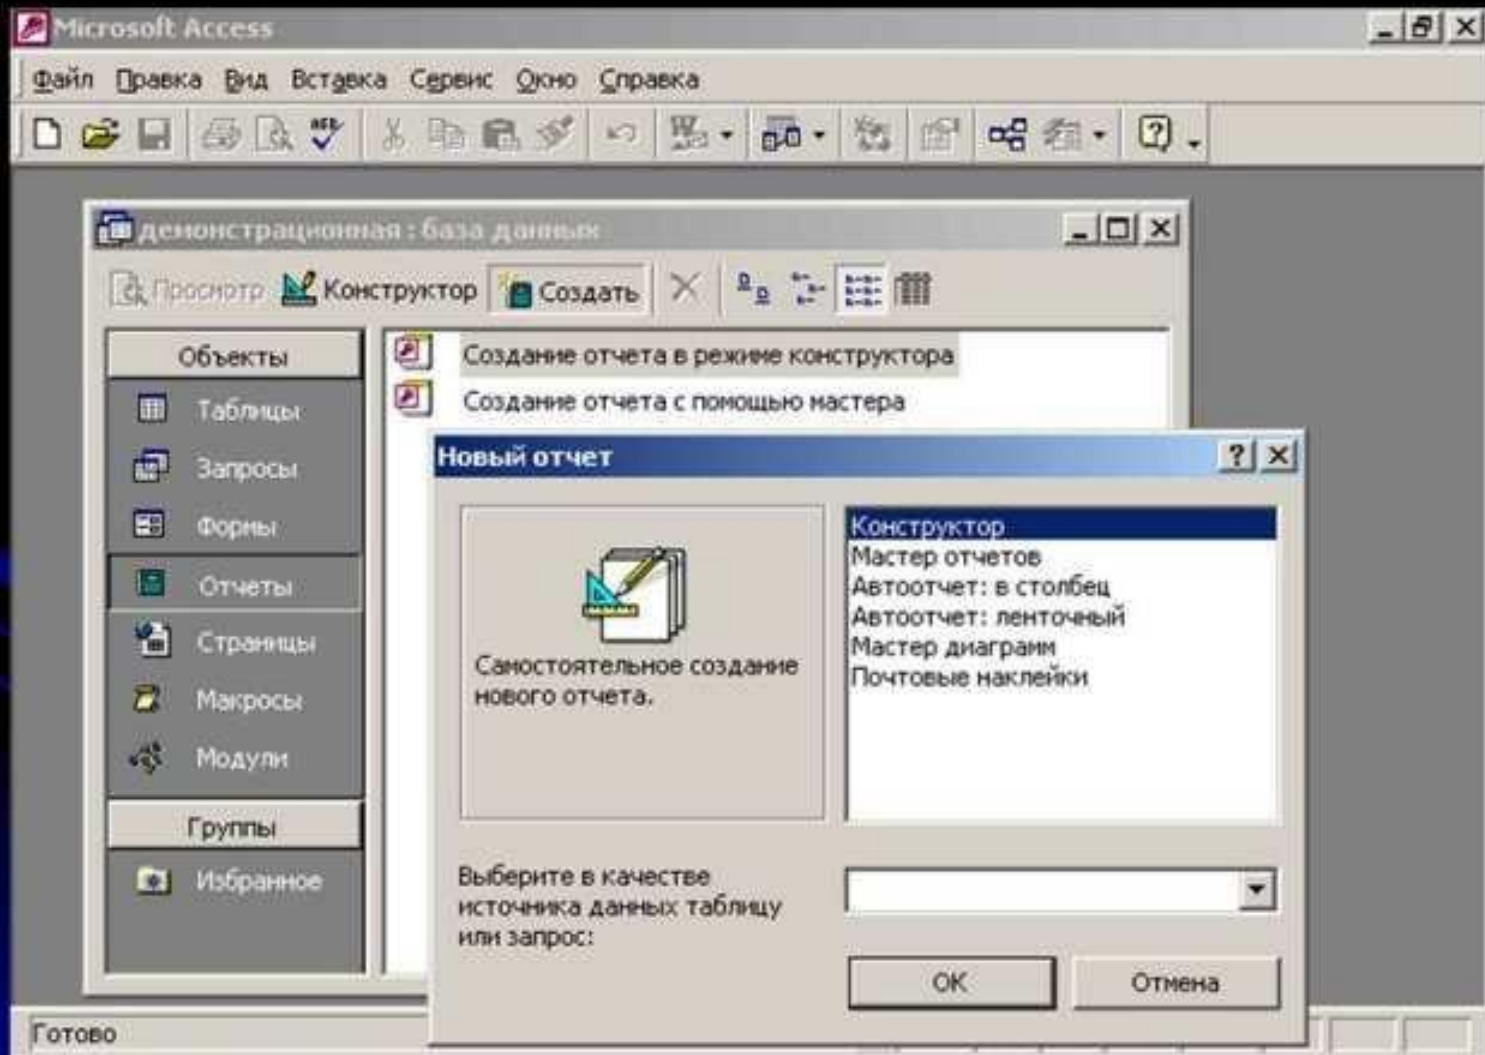 Microsoft Access
Файл Правка Вид Вставка Сервис Окно Справка
демонстрационная : база данных
Просмотр Конструктор Создать
Объекты
Таблицы
Запросы
Формы
Отчеты
Страницы
Макросы
Модули
Группы
Избранное
Создание отчета в режиме конструктора
Создание отчета с помощью мастера
Новый отчет
Самостоятельное создание
нового отчета.
Конструктор
Мастер отчетов
Автоотчет: в столбец
Автоотчет: ленточный
Мастер диаграмм
Почтовые наклейки
Выберите в качестве
источника данных таблицу
или запрос:
ОК
Отмена
Готово